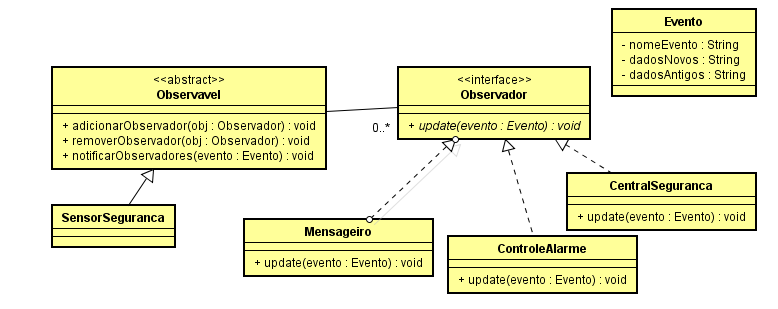 Evento
- nomeEvento : String
- dadosNovos : String
- dadosAntigos : String
<<abstract>>
Observavel
+ adicionarObservador(obj : Observador) : void
+ removerObservador(obj : Observador) : void
+ notificarObservadores(evento : Evento) : void
<<interface>>
Observador
+ update(evento : Evento) : void
0..*
SensorSeguranca
Mensageiro
+ update(evento : Evento) : void
ControleAlarme
+ update(evento : Evento) : void
CentralSeguranca
+ update(evento : Evento) : void